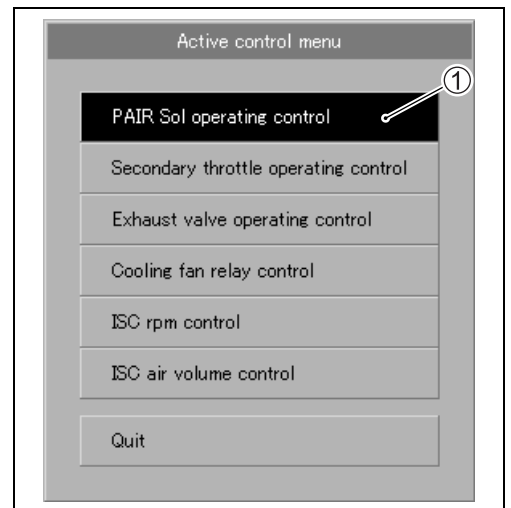 Active control menu
①
PAIR Sol operating control
Secondary throttle operating control
Exhaust valve operating control
Cooling fan relay control
ISC rpm control
ISC air volume control
Quit